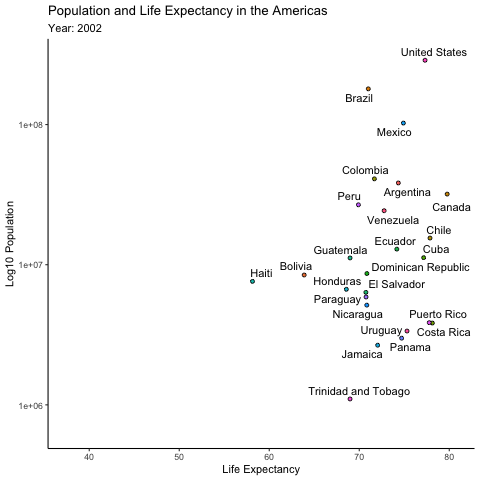 Population and Life Expectancy in the Americas
Year: 2002
United States
Brazil
Mexico
1e+08
Colombia
Argentina
Peru
Canada
Venezuela
Chile
Ecuador
Guatemala
Cuba
1e+07
Bolivia
Dominican Republic
Haiti
Honduras
El Salvador
Paraguay
Nicaragua
Puerto Rico
Uruguay
Costa Rica
Panama
Jamaica
Trinidad and Tobago
1e+06
Log10 Population
40 50 60 70 80
Life Expectancy